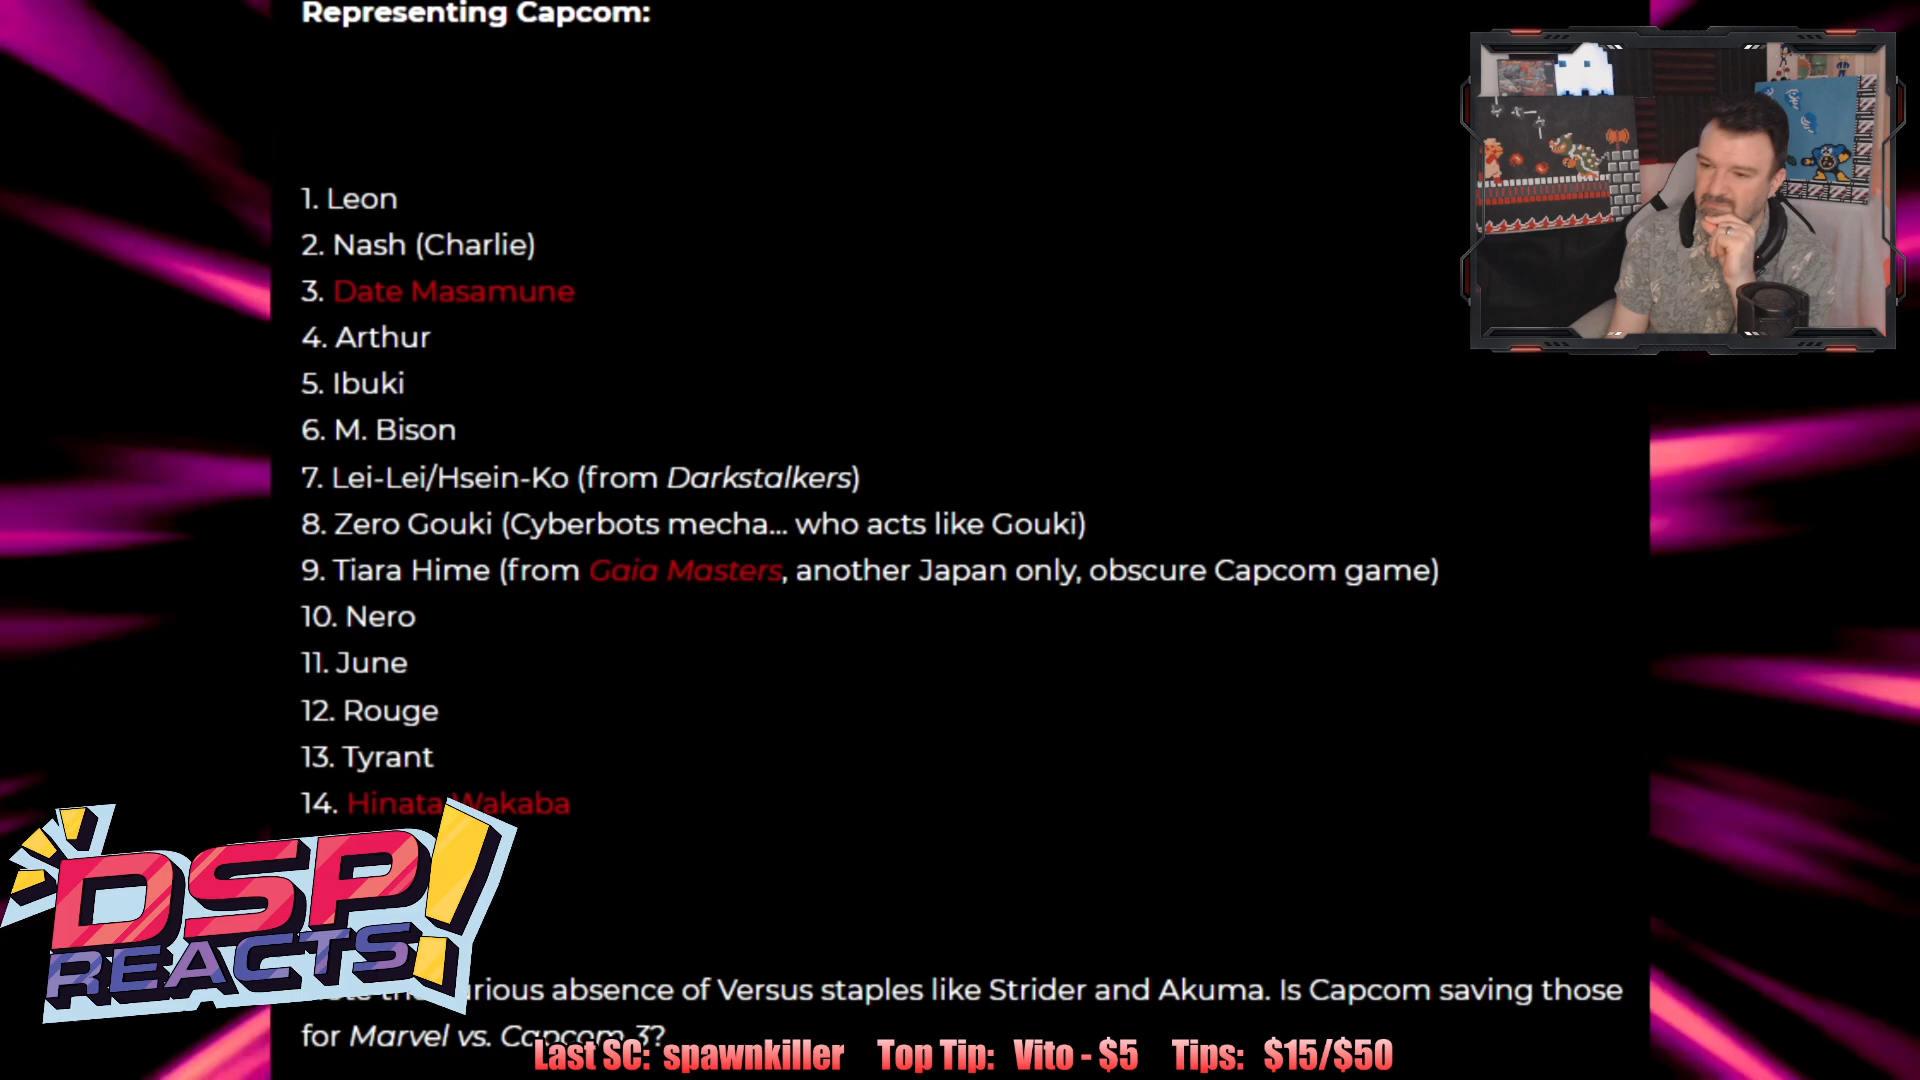 Representing Capcom:
1. Leon
2. Nash (Charlie)
3. Date Masamune
4. Arthur
5. Ibuki
6. M. Bison
7. Lei-Lei/Hsein-Ko (from Darkstalkers)
8. Zero Gouki (Cyberbots mecha... who acts like Gouki)
9. Tiara Hime (from Gaia Masters, another Japan only, obscure Capcom game)
10. Nero
11. June
12. Rouge
13. Tyrant
14. Hinata Wakaba
DSP!
REACTS!
absence of Versus staples like Strider and Akuma. Is Capcom saving those
for Marvel vs. Capcom 3?
Last SC: spawnkiller Top Tip: Vito - $5 Tips: $15/$50